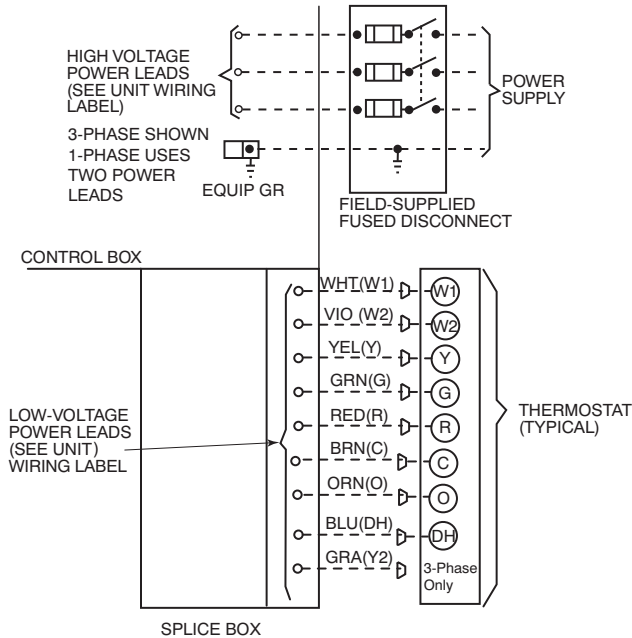 HIGH VOLTAGE
POWER LEADS
(SEE UNIT WIRING
LABEL)
POWER
SUPPLY
3-PHASE SHOWN
1-PHASE USES
TWO POWER
LEADS
EQUIP GR
FIELD-SUPPLIED
FUSED DISCONNECT
CONTROL BOX
WHT(W1)
W1
VIO (W2)
W2
YEL(Y)
Y
GRN(G)
G
RED(R)
R
BRN(C)
C
ORN(O)
O
BLU(DH)
DH
GRA(Y2)
3-Phase
Only
LOW-VOLTAGE
POWER LEADS
(SEE UNIT)
WIRING LABEL
THERMOSTAT
(TYPICAL)
SPLICE BOX